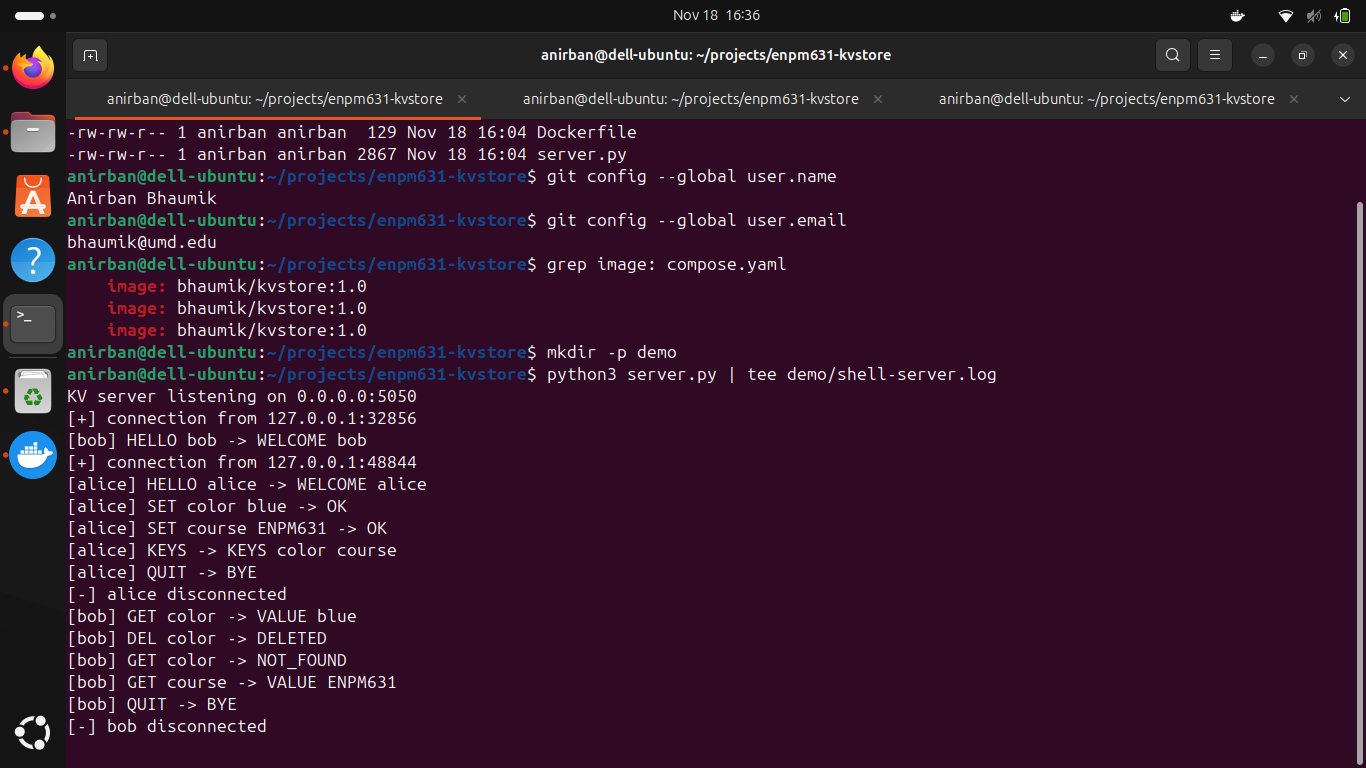 Nov 18 16:36
anirban@dell-ubuntu: ~/projects/enpm631-kvstore
anirban@dell-ubuntu: ~/projects/enpm631-kvstore × anirban@dell-ubuntu: ~/projects/enpm631-kvstore × anirban@dell-ubuntu: ~/projects/enpm631-kvstore ×
-rw-rw-r-- 1 anirban anirban  129 Nov 18 16:04 Dockerfile
-rw-rw-r-- 1 anirban anirban 2867 Nov 18 16:04 server.py
anirban@dell-ubuntu:~/projects/enpm631-kvstore$ git config --global user.name
Anirban Bhaumik
anirban@dell-ubuntu:~/projects/enpm631-kvstore$ git config --global user.email
bhaumik@umd.edu
anirban@dell-ubuntu:~/projects/enpm631-kvstore$ grep image: compose.yaml
    image: bhaumik/kvstore:1.0
    image: bhaumik/kvstore:1.0
    image: bhaumik/kvstore:1.0
anirban@dell-ubuntu:~/projects/enpm631-kvstore$ mkdir -p demo
anirban@dell-ubuntu:~/projects/enpm631-kvstore$ python3 server.py | tee demo/shell-server.log
KV server listening on 0.0.0.0:5050
[+] connection from 127.0.0.1:32856
[bob] HELLO bob -> WELCOME bob
[+] connection from 127.0.0.1:48844
[alice] HELLO alice -> WELCOME alice
[alice] SET color blue -> OK
[alice] SET course ENPM631 -> OK
[alice] KEYS -> KEYS color course
[alice] QUIT -> BYE
[-] alice disconnected
[bob] GET color -> VALUE blue
[bob] DEL color -> DELETED
[bob] GET color -> NOT_FOUND
[bob] GET course -> VALUE ENPM631
[bob] QUIT -> BYE
[-] bob disconnected